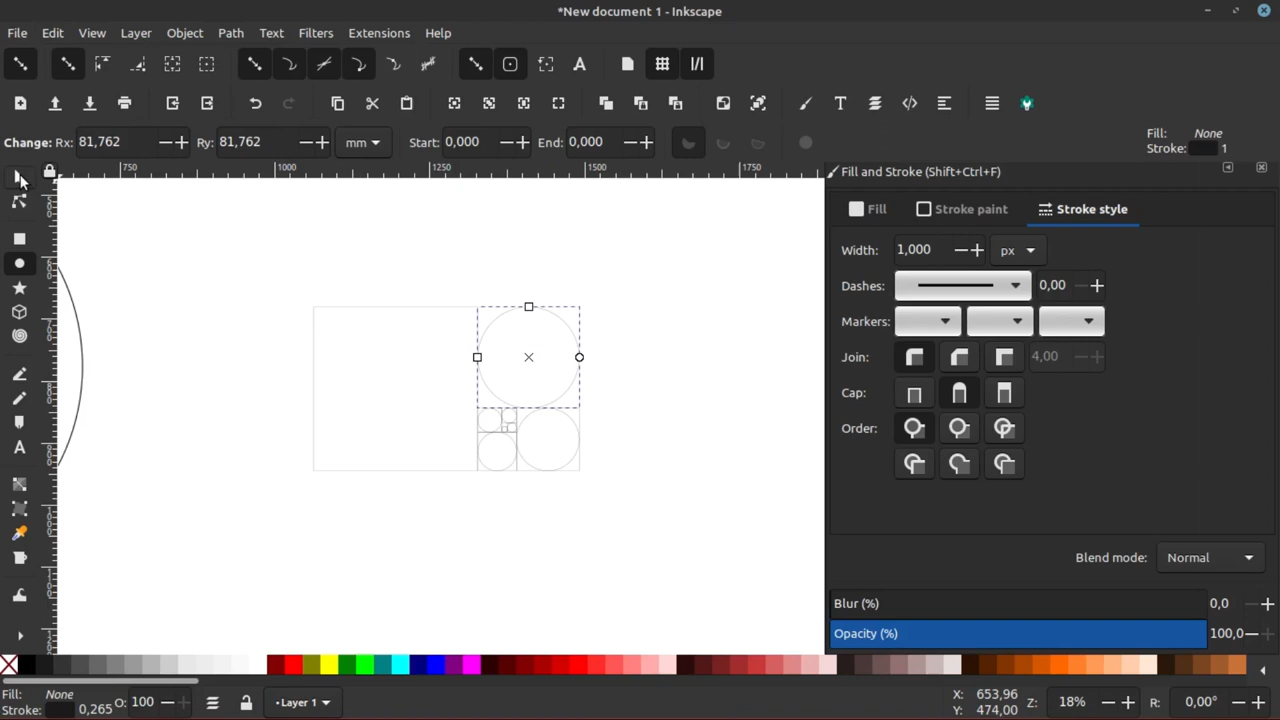 *New document 1 - Inkscape
File Edit View Layer Object Path Text Filters Extensions Help
Change: Rx: 81,762 Ry: 81,762 mm Start: 0,000 End: 0,000
Fill: None
Stroke: 1
750 1000 1250 1500 1750
Fill and Stroke (Shift+Ctrl+F)
Fill Stroke paint Stroke style
Width: 1,000 px
Dashes: 0,00
Markers:
Join: 4,00
Cap:
Order:
Blend mode: Normal
Blur (%) 0,0
Opacity (%) 100,0
Fill: None
Stroke: 0,265 O: 100 •Layer 1
X: 653,96
Y: 474,00
Z: 18% R: 0,00°